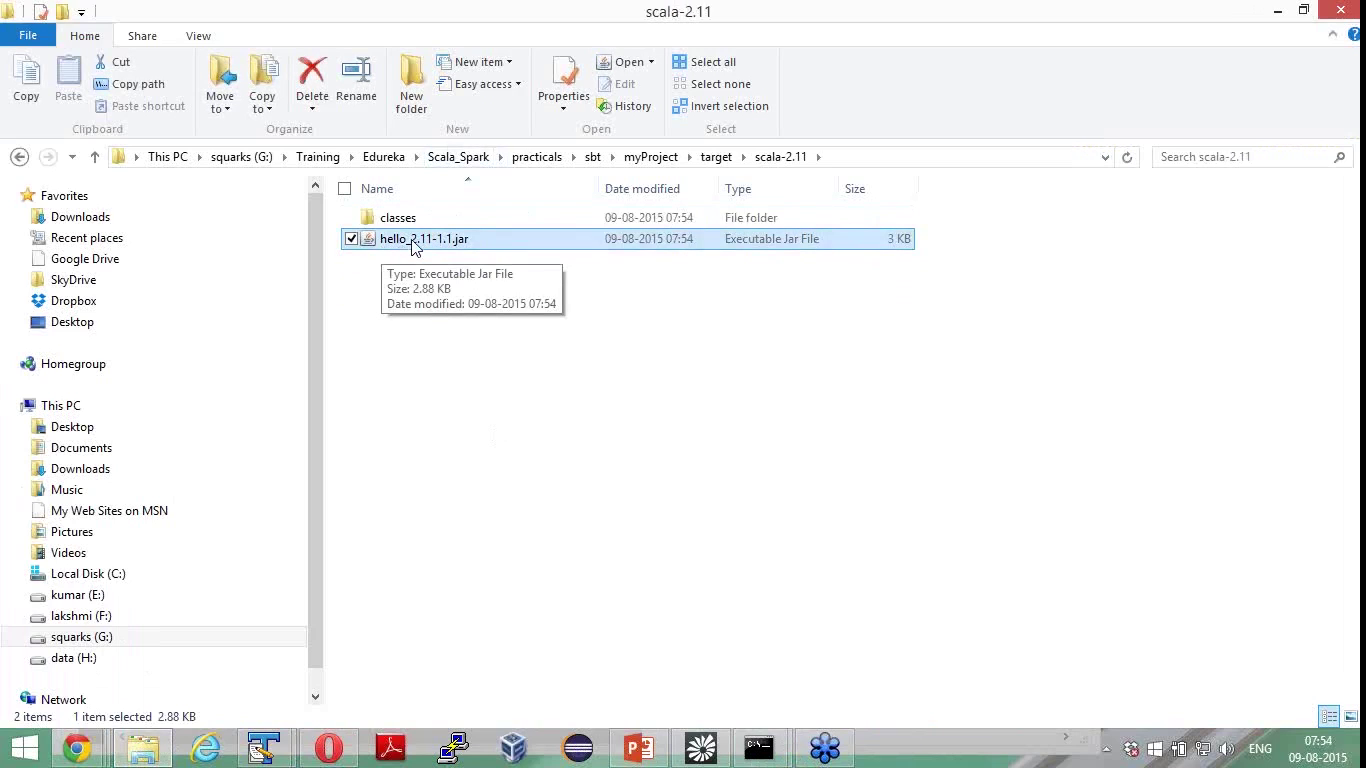 scala-2.11
File Home Share View
Cut
Copy path
Paste shortcut
Copy Paste
Clipboard
Move to Copy to Delete Rename
Organize
New folder
New item
Easy access
New
Properties
Open
Edit
History
Open
Select all
Select none
Invert selection
Select
This PC squarks (G:) Training Edureka Scala_Spark practicals sbt myProject target scala-2.11
Search scala-2.11
Name Date modified Type Size
classes 09-08-2015 07:54 File folder
hello_2.11-1.1.jar 09-08-2015 07:54 Executable Jar File 3 KB
Type: Executable Jar File
Size: 2.88 KB
Date modified: 09-08-2015 07:54
Favorites
Downloads
Recent places
Google Drive
SkyDrive
Dropbox
Desktop
Homegroup
This PC
Desktop
Documents
Downloads
Music
My Web Sites on MSN
Pictures
Videos
Local Disk (C:)
kumar (E:)
lakshmi (F:)
squarks (G:)
data (H:)
Network
2 items 1 item selected 2.88 KB
ENG
07:54
09-08-2015